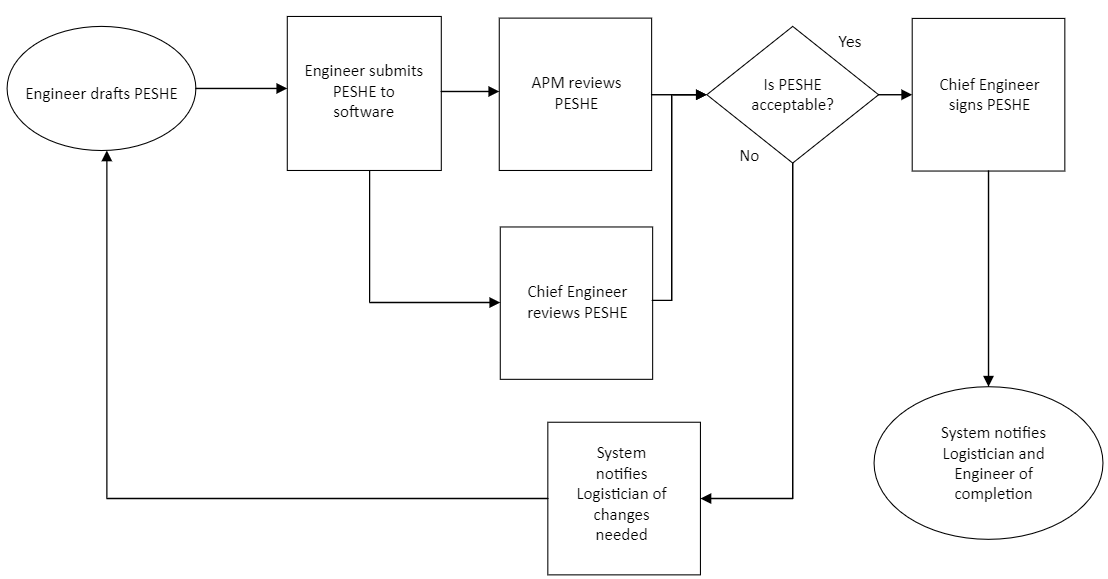 Engineer drafts PESHE
Engineer submits
PESHE to
software
APM reviews
PESHE
Is PESHE
acceptable?
Yes
No
Chief Engineer
signs PESHE
Chief Engineer
reviews PESHE
System
notifies
Logistician of
changes
needed
System notifies
Logistician and
Engineer of
completion